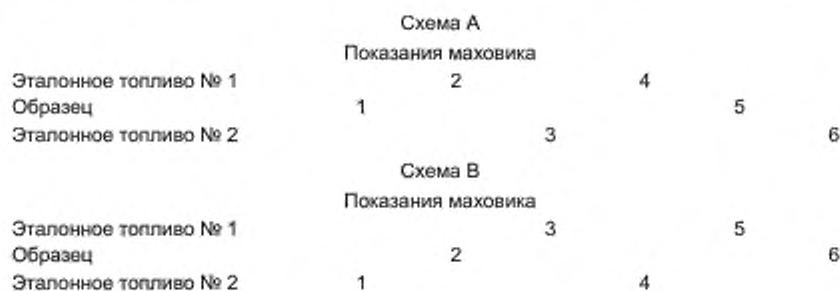 Схема А
Показания маховика
Эталонное топливо № 1 2 4
Образец 1 5
Эталонное топливо № 2 3 6
Схема В
Показания маховика
Эталонное топливо № 1 3 5
Образец 2 6
Эталонное топливо № 2 1 4